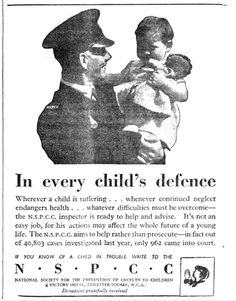 In every child's defence
Wherever a child is suffering . . . whenever continued neglect
endangers health . . . whatever difficulties must be overcome—
the N.S.P.C.C. inspector is ready to help and advise. It's not an
easy job, for his actions may affect the whole future of a young
life. The N.S.P.C.C. aims to help rather than prosecute—in fact out
of 40,803 cases investigated last year, only 962 came into court.
IF YOU KNOW OF A CHILD IN TROUBLE WRITE TO THE
N · S · P · C · C
NATIONAL SOCIETY FOR THE PREVENTION OF CRUELTY TO CHILDREN
VICTORY HOUSE, LEICESTER SQUARE, W.C.2.
Donations gratefully received